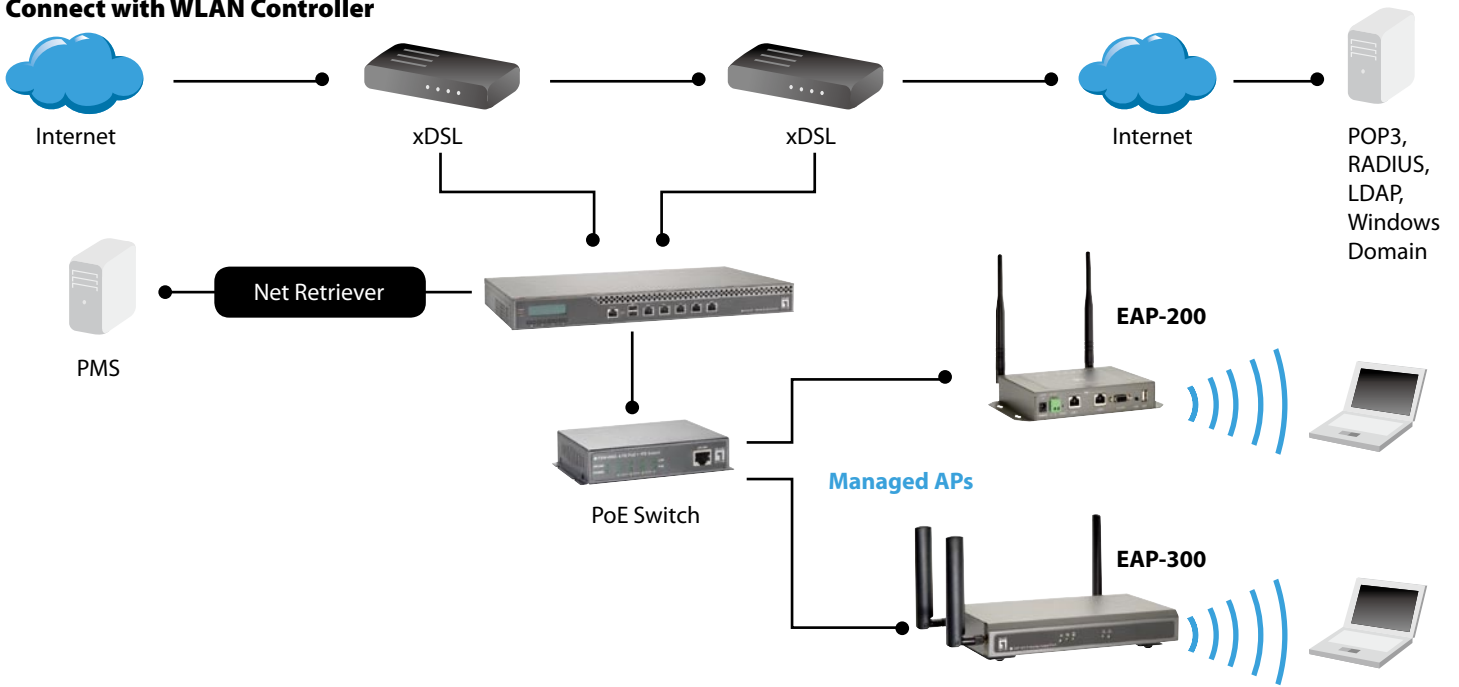 Connect with WLAN Controller
Internet
xDSL
xDSL
Internet
POP3,
RADIUS,
LDAP,
Windows
Domain
Net Retriever
PMS
EAP-200
Managed APs
PoE Switch
EAP-300